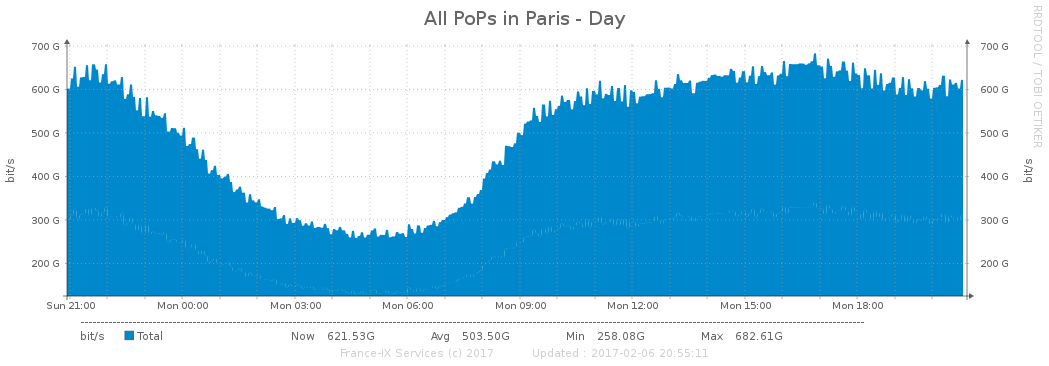 All PoPs in Paris - Day
RRDTOOL / TOBI OETIKER
bit/s
700 G
600 G
500 G
400 G
300 G
200 G
700 G
600 G
500 G
400 G
300 G
200 G
bit/s
Sun 21:00 Mon 00:00 Mon 03:00 Mon 06:00 Mon 09:00 Mon 12:00 Mon 15:00 Mon 18:00
bit/s Total Now 621.53G Avg 503.50G Min 258.08G Max 682.61G
France-IX Services (c) 2017 Updated : 2017-02-06 20:55:11